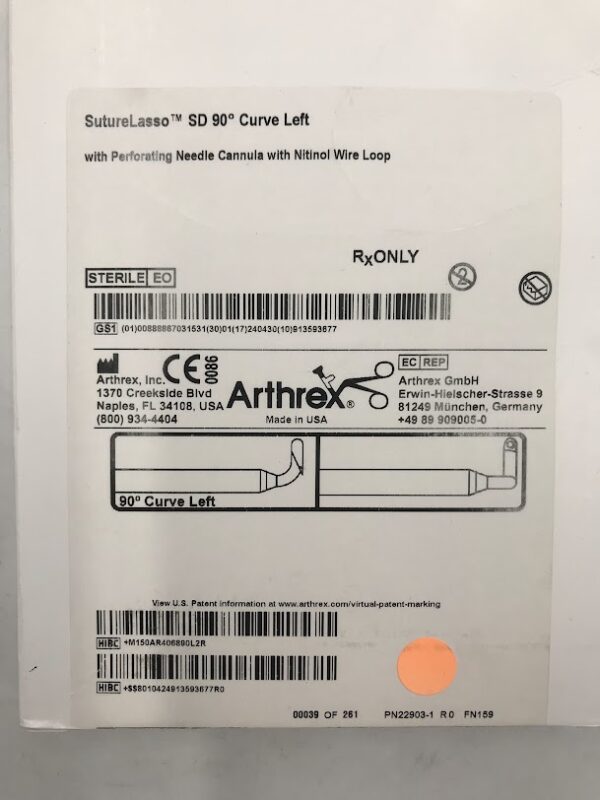 SutureLasso™ SD 90° Curve Left
with Perforating Needle Cannula with Nitinol Wire Loop
RxONLY
STERILE EO
GS1 (01)00888867031531(30)01(17)240430(10)913593677
Arthrex, Inc.
1370 Creekside Blvd
Naples, FL 34108, USA
(800) 934-4404
CE 0086
Arthrex®
Made in USA
EC REP
Arthrex GmbH
Erwin-Hielscher-Strasse 9
81249 München, Germany
+49 89 909005-0
90° Curve Left
View U.S. Patent information at www.arthrex.com/virtual-patent-marking
HIBC +M150AR406890L2R
HIBC +$$8010424913593677R0
00039 OF 261 PN22903-1 R0 FN159